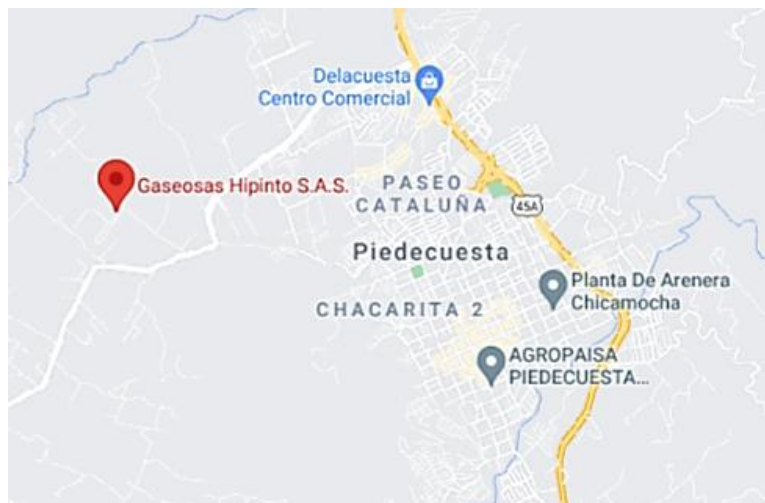 Delacuesta
Centro Comercial
Gaseosas Hipinto S.A.S.
PASEO
CATALUÑA
45A
Piedecuesta
Planta De Arenera
Chicamocha
CHACARITA 2
AGROPAISA
PIEDECUESTA...